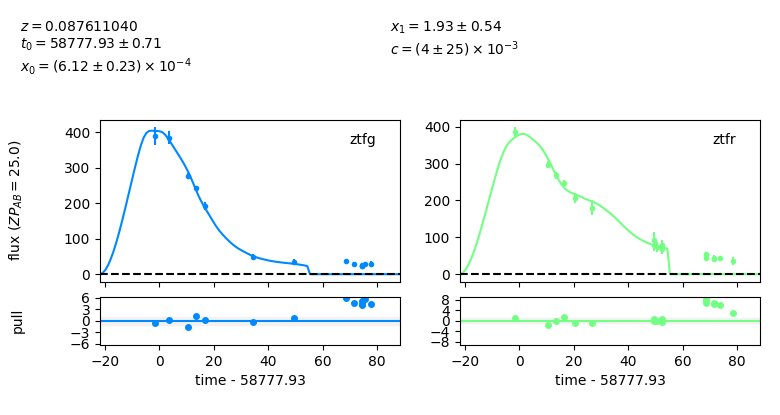 z = 0.087611040
t₀ = 58777.93 ± 0.71
x₀ = (6.12 ± 0.23) × 10⁻⁴
x₁ = 1.93 ± 0.54
c = (4 ± 25) × 10⁻³
flux (ZP_AB = 25.0)
400
300
200
100
0
ztfg
400
300
200
100
0
ztfr
pull
6
3
0
−3
−6
8
4
0
−4
−8
−20 0 20 40 60 80
−20 0 20 40 60 80
time - 58777.93
time - 58777.93